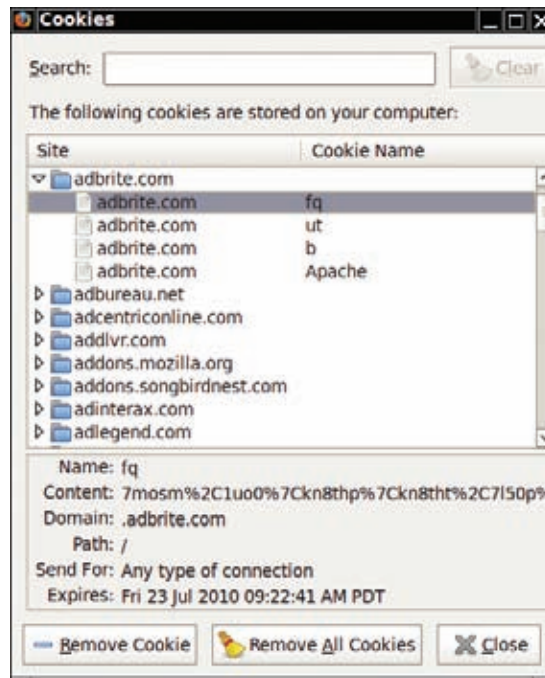 Cookies
Search: Clear
The following cookies are stored on your computer:
Site Cookie Name
adbrite.com
adbrite.com fq
adbrite.com ut
adbrite.com b
adbrite.com Apache
adbureau.net
adcentriconline.com
addlvr.com
addons.mozilla.org
addons.songbirdnest.com
adinterax.com
adlegend.com
Name: fq
Content: 7mosm%2C1uo0%7Ckn8thp%7Ckn8tht%2C7l50p%
Domain: .adbrite.com
Path: /
Send For: Any type of connection
Expires: Fri 23 Jul 2010 09:22:41 AM PDT
Remove Cookie Remove All Cookies Close